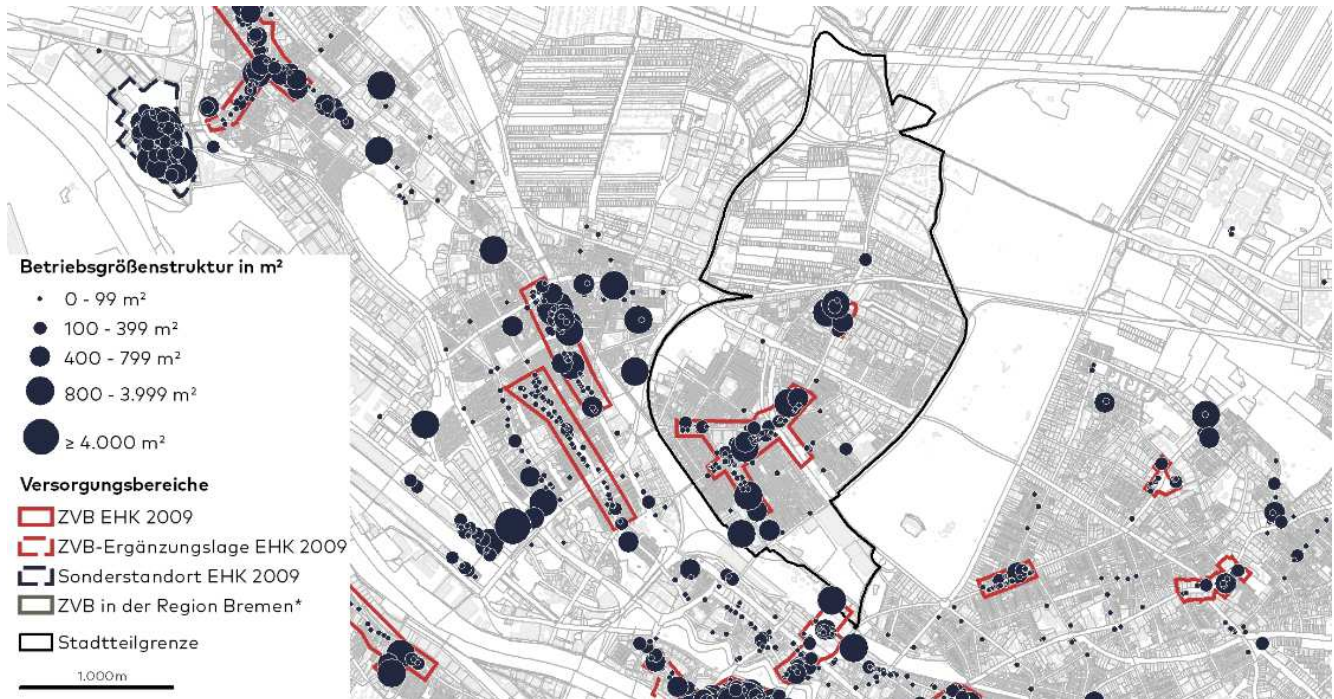 Betriebsgrößenstruktur in m²
0 - 99 m²
100 - 399 m²
400 - 799 m²
800 - 3.999 m²
≥ 4.000 m²
Versorgungsbereiche
ZVB EHK 2009
ZVB-Ergänzungslage EHK 2009
Sonderstandort EHK 2009
ZVB in der Region Bremen*
Stadtteilgrenze
1.000m